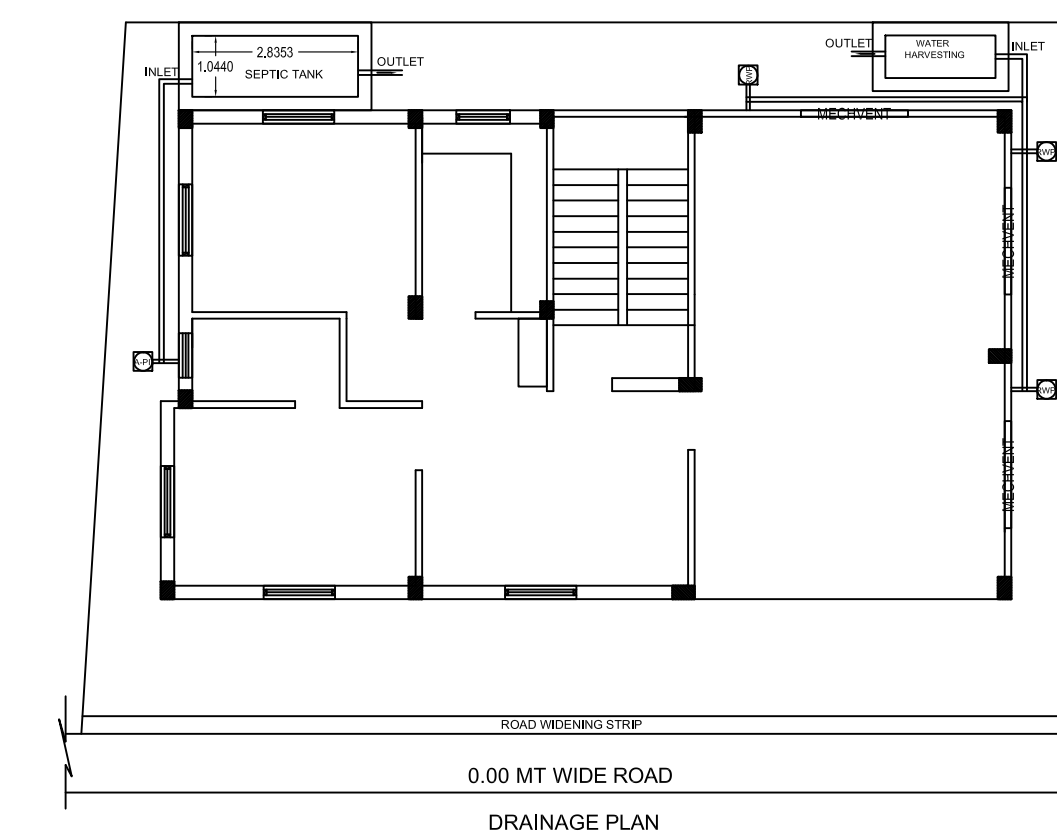 2.8353
1.0440
SEPTIC TANK
INLET
OUTLET
OUTLET
WATER
HARVESTING
INLET
RWP
MECHVENT
RWP
MECHVENT
RWP
MECHVENT
ROAD WIDENING STRIP
0.00 MT WIDE ROAD
DRAINAGE PLAN